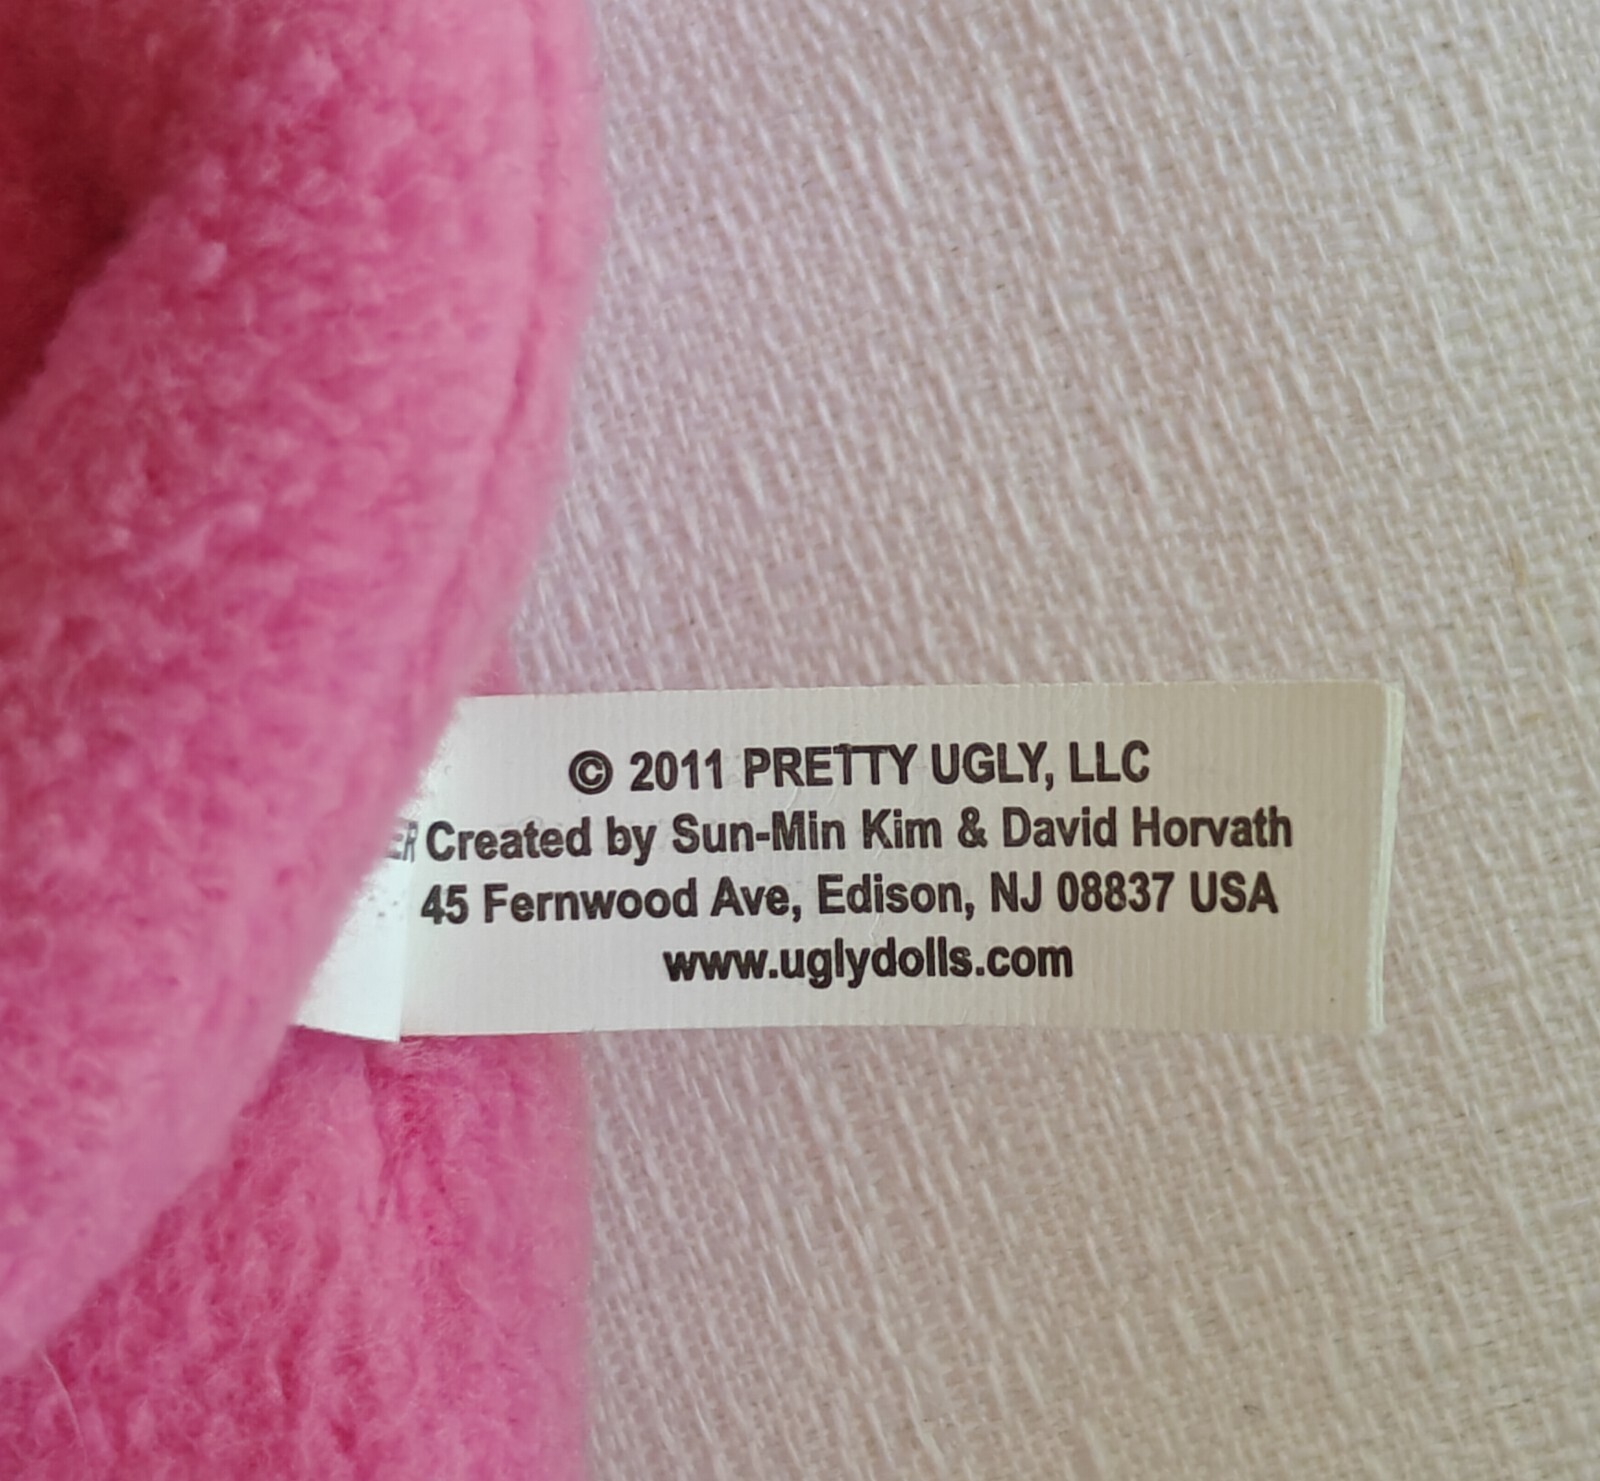 © 2011 PRETTY UGLY, LLC
Created by Sun-Min Kim & David Horvath
45 Fernwood Ave, Edison, NJ 08837 USA
www.uglydolls.com